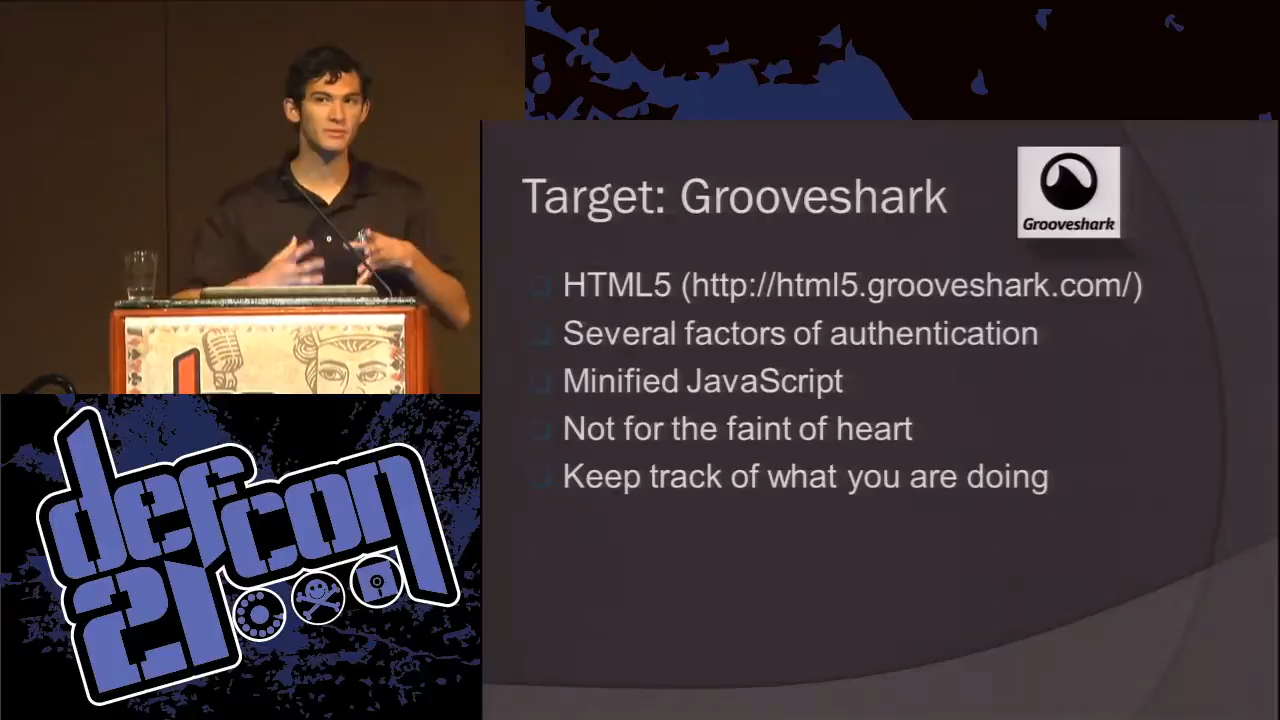 Target: Grooveshark
Grooveshark
HTML5 (http://html5.grooveshark.com/)
Several factors of authentication
Minified JavaScript
Not for the faint of heart
Keep track of what you are doing
defcon
21